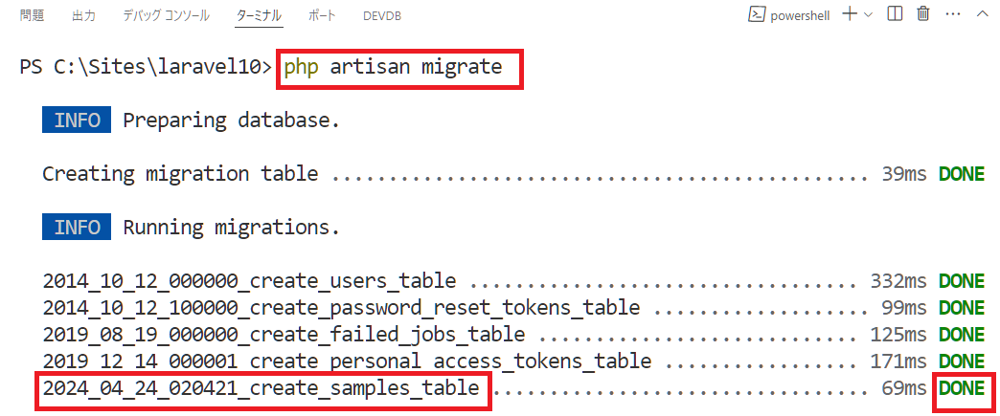 問題 出力 デバッグ コンソール ターミナル ポート DEVDB powershell
PS C:\Sites\laravel10> php artisan migrate
INFO Preparing database.
Creating migration table ............................................... 39ms DONE
INFO Running migrations.
2014_10_12_000000_create_users_table .................................. 332ms DONE
2014_10_12_100000_create_password_reset_tokens_table ................... 99ms DONE
2019_08_19_000000_create_failed_jobs_table ............................ 125ms DONE
2019_12_14_000001_create_personal_access_tokens_table ................. 171ms DONE
2024_04_24_020421_create_samples_table ................................. 69ms DONE